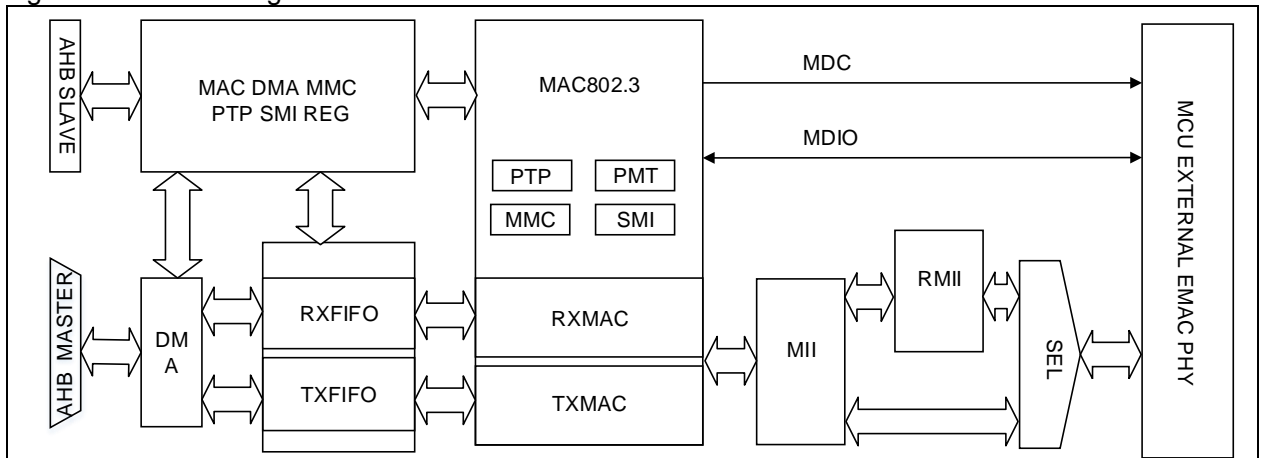 AHB SLAVE
MAC DMA MMC
PTP SMI REG
MAC802.3
MDC
MDIO
PTP
PMT
MMC
SMI
MCU EXTERNAL EMAC PHY
AHB MASTER
DM
A
RXFIFO
TXFIFO
RXMAC
TXMAC
MII
RMII
SEL